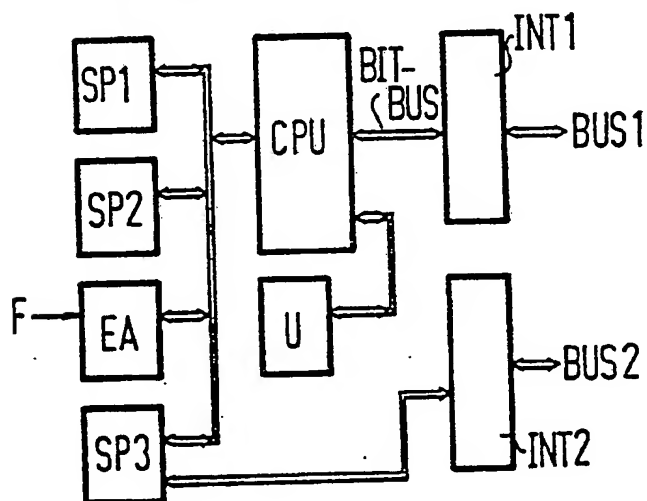 INT1
SP1
BIT-
BUS
CPU
BUS1
SP2
F
EA
U
BUS2
SP3
INT2